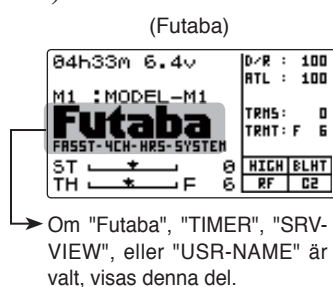 (Futaba)
04h33m 6.4v
D/R : 100
ATL : 100
M1 :MODEL-M1
Futaba
FASST-4CH-HRS-SYSTEM
TRMS: 0
TRMT: F 6
ST 0
TH F 6
HIGH BLHT
RF C2
Om "Futaba", "TIMER", "SRV-
VIEW", eller "USR-NAME" är
valt, visas denna del.